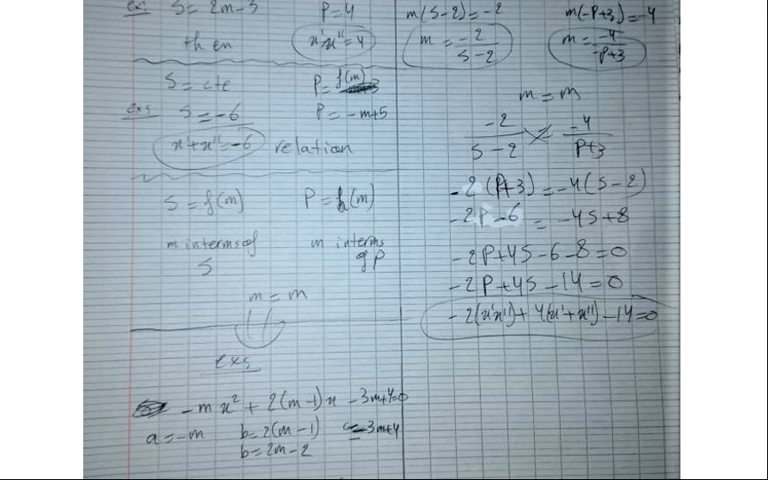 ex: S = 2m - 3 P = 4
then x'x'' = 4
S = cte P = f(m)
exs S = -6 P = -m+5
x'+x'' = -6 relation
S = f(m) P = f(m)
m in terms of S m in terms of P
m = m
exs
-mx² + 2(m-1)x - 3m+4=0
a = -m b = 2(m-1) c = -3m+4
b = 2m-2
m(S-2) = -2 m(-P+3) = -4
m = -2/(S-2) m = -4/(-P+3)
m = m
-2/(S-2) = -4/(P+3)
-2(P+3) = -4(S-2)
-2P-6 = -4S+8
-2P+4S-6-8=0
-2P+4S-14=0
-2(x'x'')+4(x'+x'')-14=0